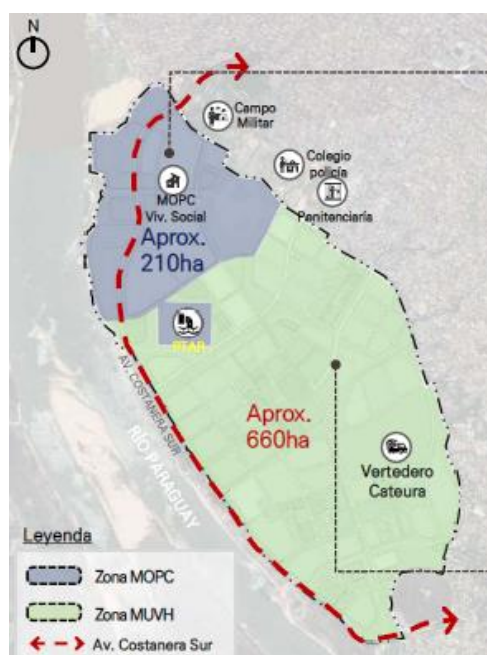 N
Campo
Militar
Colegio
policía
Penitenciaría
MOPC
Viv. Social
Aprox.
210ha
PTAR
AV. COSTANERA SUR
RÍO PARAGUAY
Aprox.
660ha
Vertedero
Cateura
Leyenda
Zona MOPC
Zona MUVH
Av. Costanera Sur